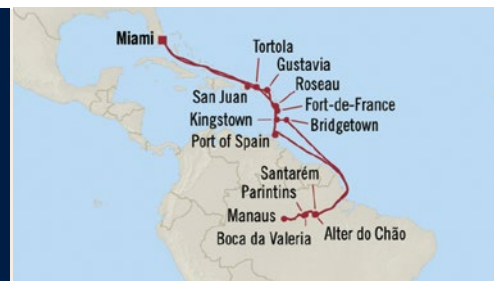 Miami
Tortola
Gustavia
San Juan
Roseau
Fort-de-France
Kingstown
Bridgetown
Port of Spain
Santarém
Parintins
Manaus
Boca da Valeria
Alter do Chão